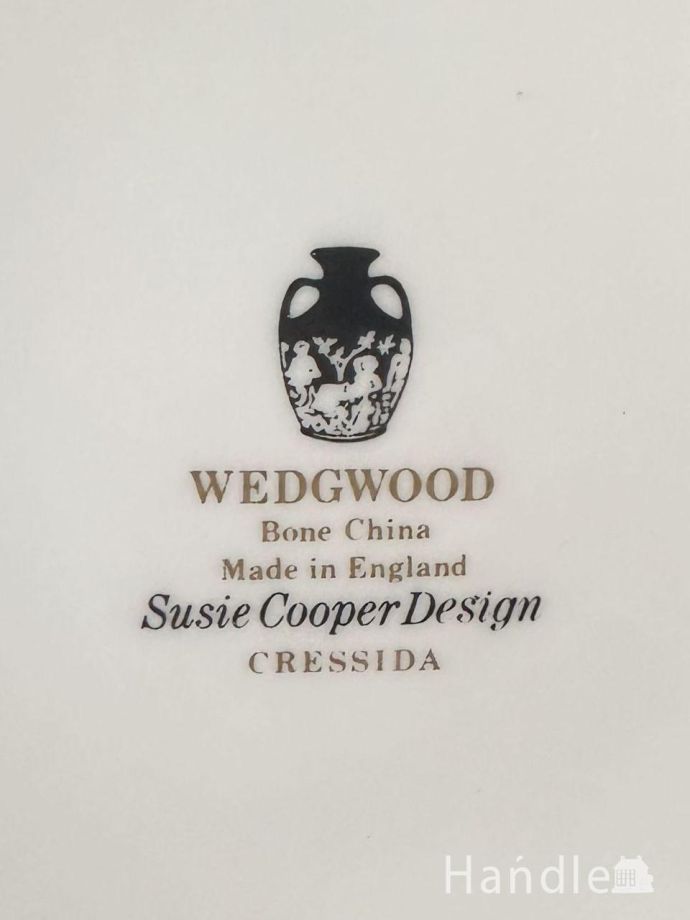 WEDGWOOD
Bone China
Made in England
Susie Cooper Design
CRESSIDA
Handle